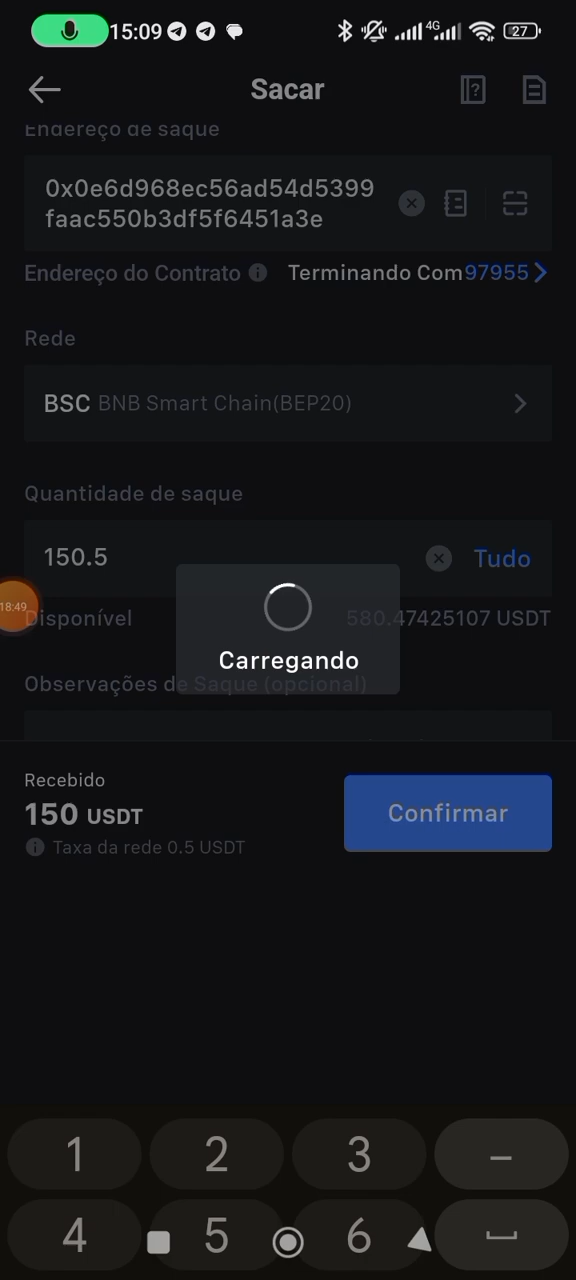 15:09 4G 27
Sacar
Endereço de saque
0x0e6d968ec56ad54d5399
faac550b3df5f6451a3e
Endereço do Contrato Terminando Com97955
Rede
BSC BNB Smart Chain(BEP20)
Quantidade de saque
150.5 Tudo
18:49
Disponível 580.47425107 USDT
Carregando
Observações de Saque (opcional)
Recebido
150 USDT
Confirmar
Taxa da rede 0.5 USDT
1 2 3 –
4 5 6